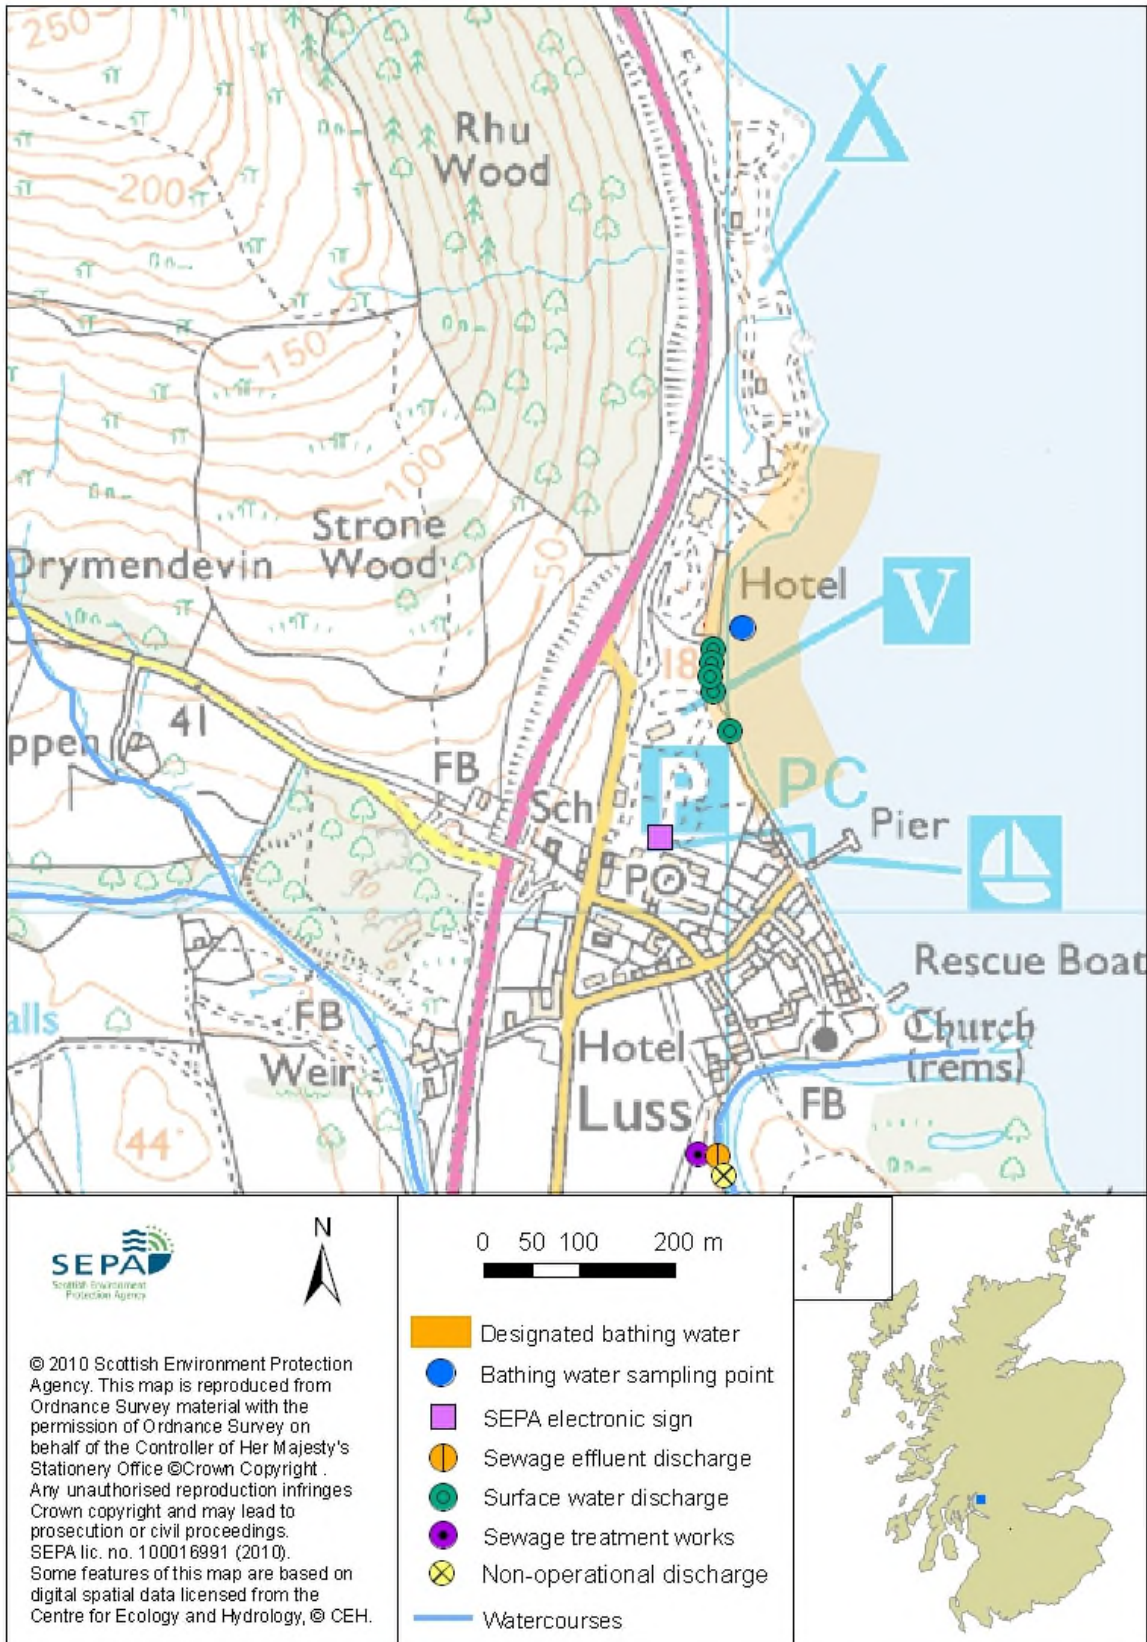 250
Rhu
Wood
200
150
100
Strone
Wood
50
Drymendevin
Hotel
V
18
41
ppen
FB
Sch
P
PC
Pier
PO
P
Rescue Boat
alls
FB
Weir
Hotel
Church
(rems)
Luss
FB
44
SEPA
Scottish Environment
Protection Agency
N
0 50 100 200 m
Designated bathing water
Bathing water sampling point
SEPA electronic sign
Sewage effluent discharge
Surface water discharge
Sewage treatment works
Non-operational discharge
Watercourses
© 2010 Scottish Environment Protection
Agency. This map is reproduced from
Ordnance Survey material with the
permission of Ordnance Survey on
behalf of the Controller of Her Majesty's
Stationery Office ©Crown Copyright .
Any unauthorised reproduction infringes
Crown copyright and may lead to
prosecution or civil proceedings.
SEPA lic. no. 100016991 (2010).
Some features of this map are based on
digital spatial data licensed from the
Centre for Ecology and Hydrology, © CEH.